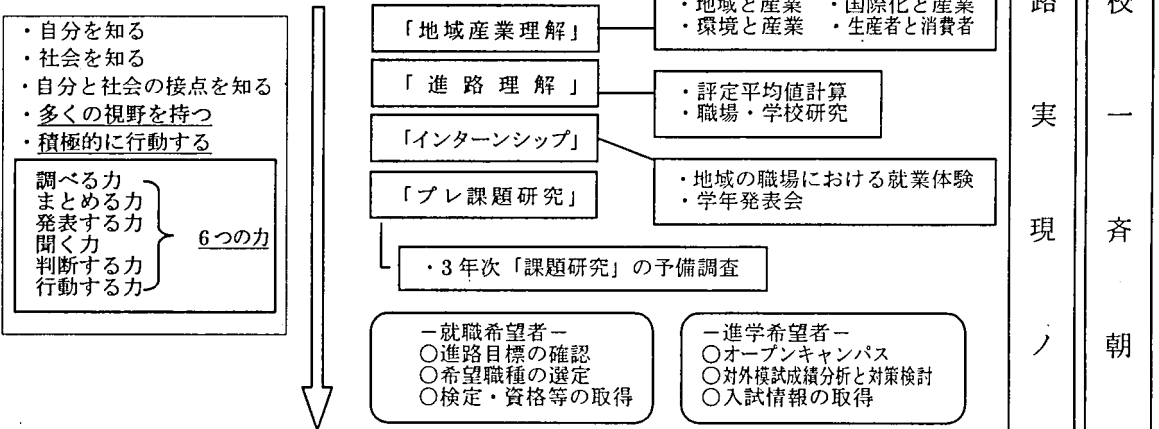 ・自分を知る
・社会を知る
・自分と社会の接点を知る
・多くの視野を持つ
・積極的に行動する
調べる力
まとめる力
発表する力
聞く力
判断する力
行動する力
6つの力
「地域産業理解」
・地域と産業 ・国際化と産業
・環境と産業 ・生産者と消費者
「進路理解」
・評定平均値計算
・職場・学校研究
「インターンシップ」
・地域の職場における就業体験
・学年発表会
「プレ課題研究」
・3年次「課題研究」の予備調査
－就職希望者－
○進路目標の確認
○希望職種の選定
○検定・資格等の取得
－進学希望者－
○オープンキャンパス
○対外模試成績分析と対策検討
○入試情報の取得
路実現ノ
校一斉朝